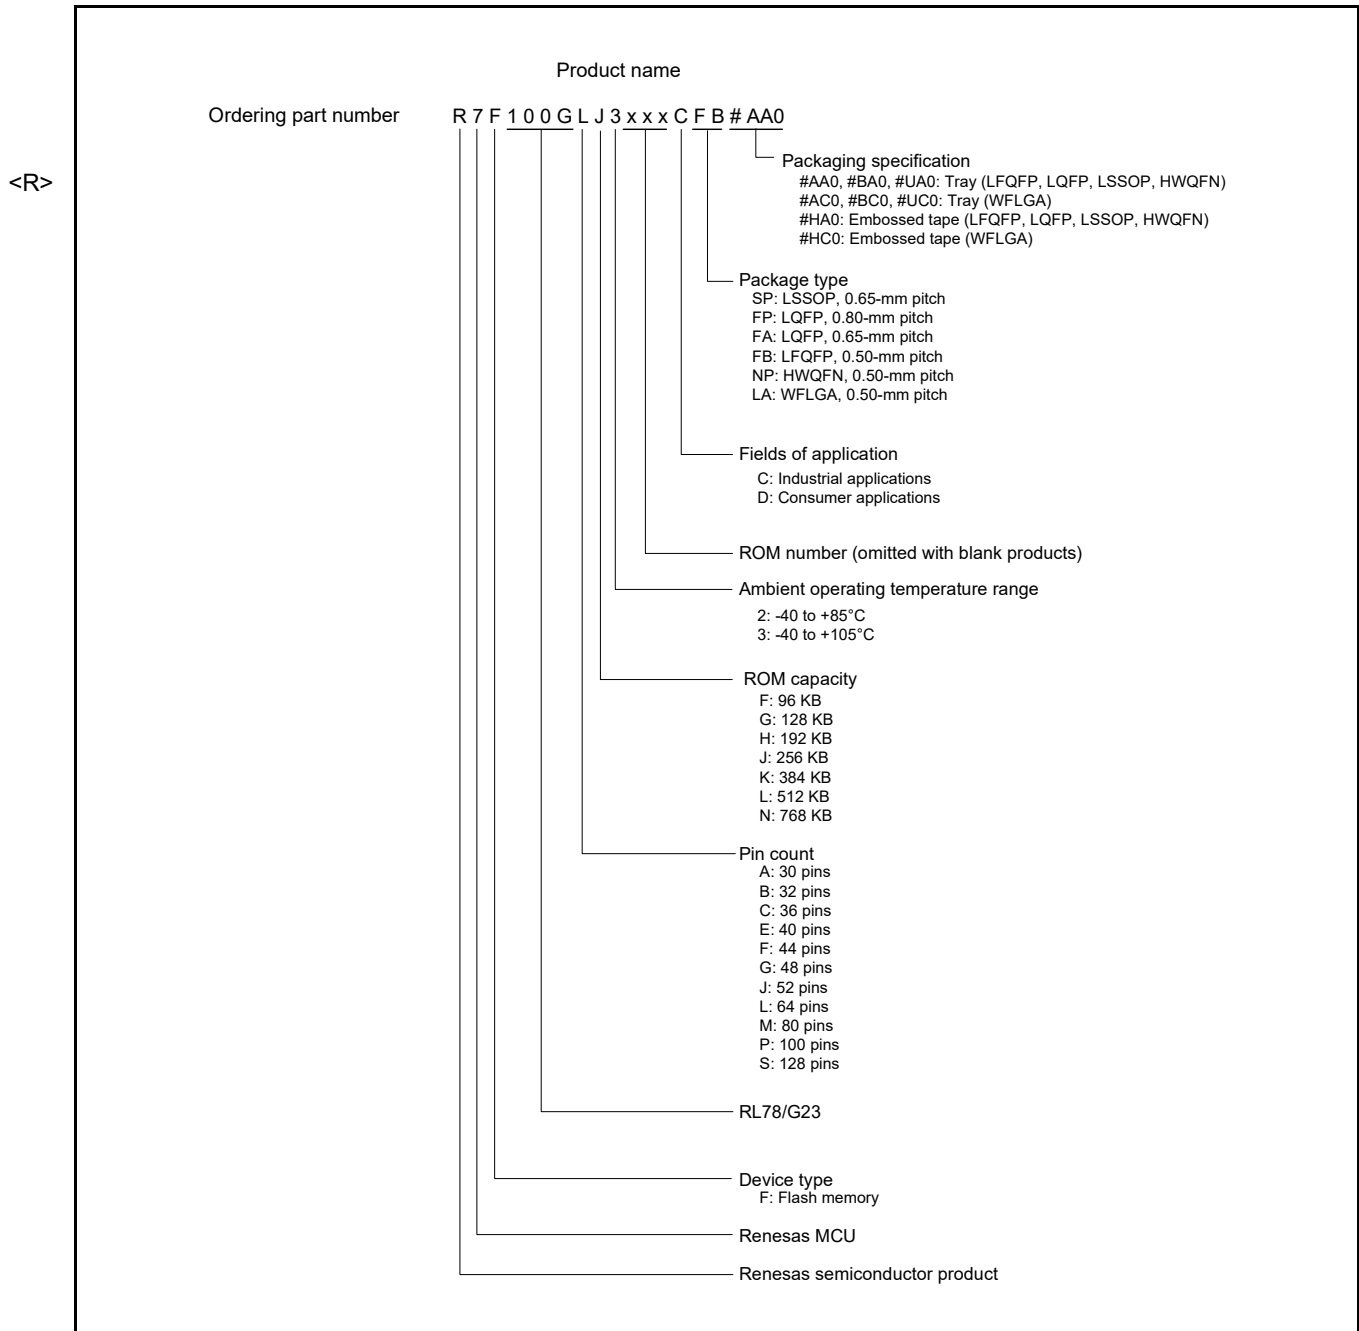 Product name
Ordering part number R 7 F 1 0 0 G L J 3 x x x C F B # AA0
<R>
Packaging specification
#AA0, #BA0, #UA0: Tray (LFQFP, LQFP, LSSOP, HWQFN)
#AC0, #BC0, #UC0: Tray (WFLGA)
#HA0: Embossed tape (LFQFP, LQFP, LSSOP, HWQFN)
#HC0: Embossed tape (WFLGA)
Package type
SP: LSSOP, 0.65-mm pitch
FP: LQFP, 0.80-mm pitch
FA: LQFP, 0.65-mm pitch
FB: LFQFP, 0.50-mm pitch
NP: HWQFN, 0.50-mm pitch
LA: WFLGA, 0.50-mm pitch
Fields of application
C: Industrial applications
D: Consumer applications
ROM number (omitted with blank products)
Ambient operating temperature range
2: -40 to +85°C
3: -40 to +105°C
ROM capacity
F: 96 KB
G: 128 KB
H: 192 KB
J: 256 KB
K: 384 KB
L: 512 KB
N: 768 KB
Pin count
A: 30 pins
B: 32 pins
C: 36 pins
E: 40 pins
F: 44 pins
G: 48 pins
J: 52 pins
L: 64 pins
M: 80 pins
P: 100 pins
S: 128 pins
RL78/G23
Device type
F: Flash memory
Renesas MCU
Renesas semiconductor product